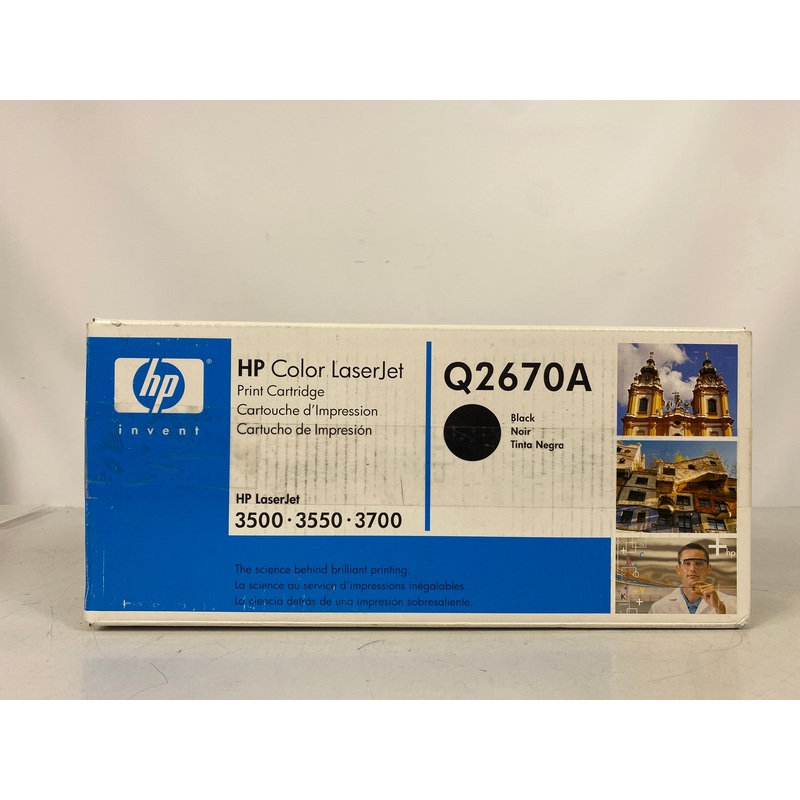 hp
®
invent
HP Color LaserJet
Print Cartridge
Cartouche d'Impression
Cartucho de Impresión
HP LaserJet
3500 · 3550 · 3700
Q2670A
Black
Noir
Tinta Negra
The science behind brilliant printing.
La science au service d'impressions inégalables.
La ciencia detrás de una impresión sobresaliente.
+hp
K